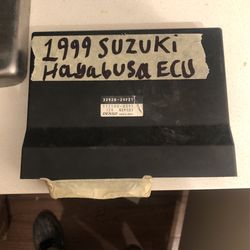 1999 SUZUKI
HayabUSA ECU
32920-24F21
DENSO